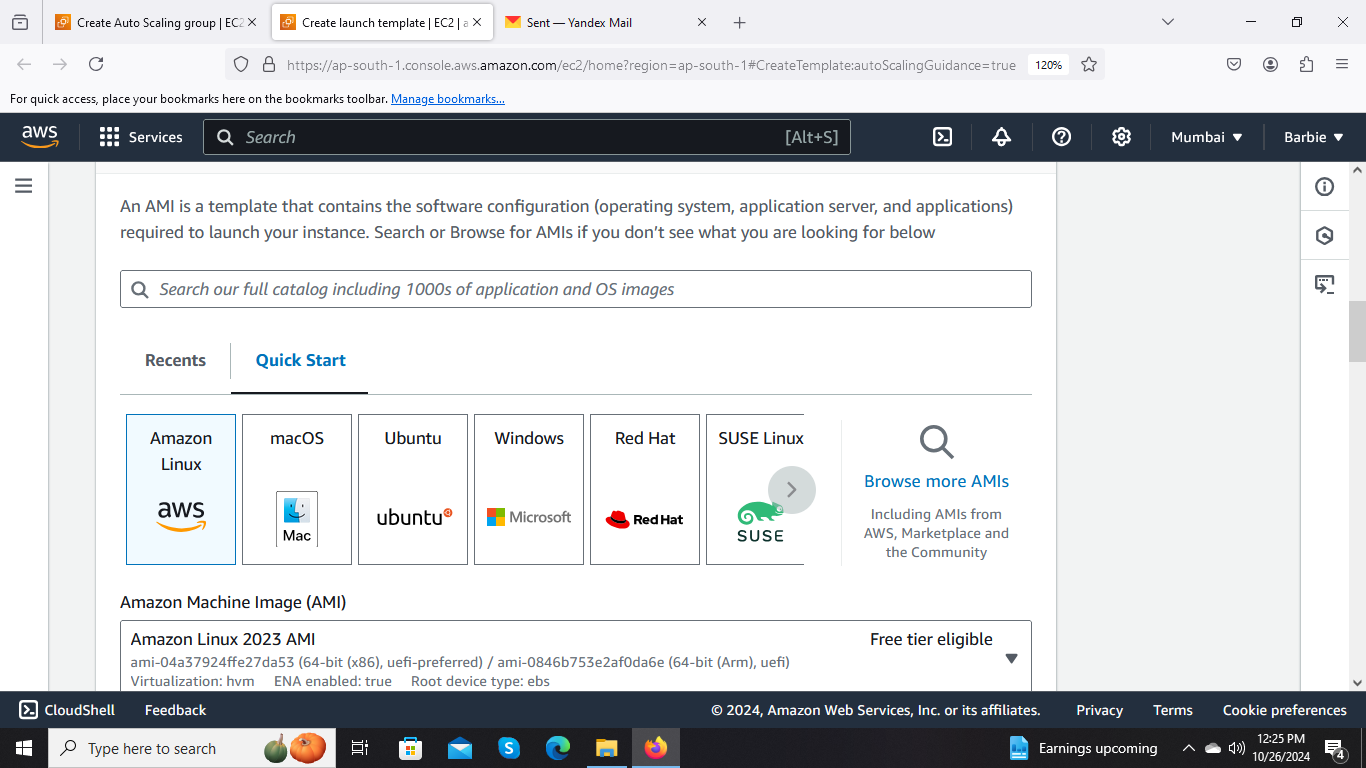 Create Auto Scaling group | EC2
Create launch template | EC2 | a
Sent — Yandex Mail
https://ap-south-1.console.aws.amazon.com/ec2/home?region=ap-south-1#CreateTemplate:autoScalingGuidance=true
120%
For quick access, place your bookmarks here on the bookmarks toolbar. Manage bookmarks...
aws
Services
Search
[Alt+S]
Mumbai
Barbie
An AMI is a template that contains the software configuration (operating system, application server, and applications)
required to launch your instance. Search or Browse for AMIs if you don’t see what you are looking for below
Search our full catalog including 1000s of application and OS images
Recents
Quick Start
Amazon
Linux
aws
macOS
Mac
Ubuntu
ubuntu
Windows
Microsoft
Red Hat
Red Hat
SUSE Linux
SUSE
Browse more AMIs
Including AMIs from
AWS, Marketplace and
the Community
Amazon Machine Image (AMI)
Amazon Linux 2023 AMI
Free tier eligible
ami-04a37924ffe27da53 (64-bit (x86), uefi-preferred) / ami-0846b753e2af0da6e (64-bit (Arm), uefi)
Virtualization: hvm ENA enabled: true Root device type: ebs
CloudShell
Feedback
© 2024, Amazon Web Services, Inc. or its affiliates.
Privacy
Terms
Cookie preferences
Type here to search
Earnings upcoming
12:25 PM
10/26/2024
4